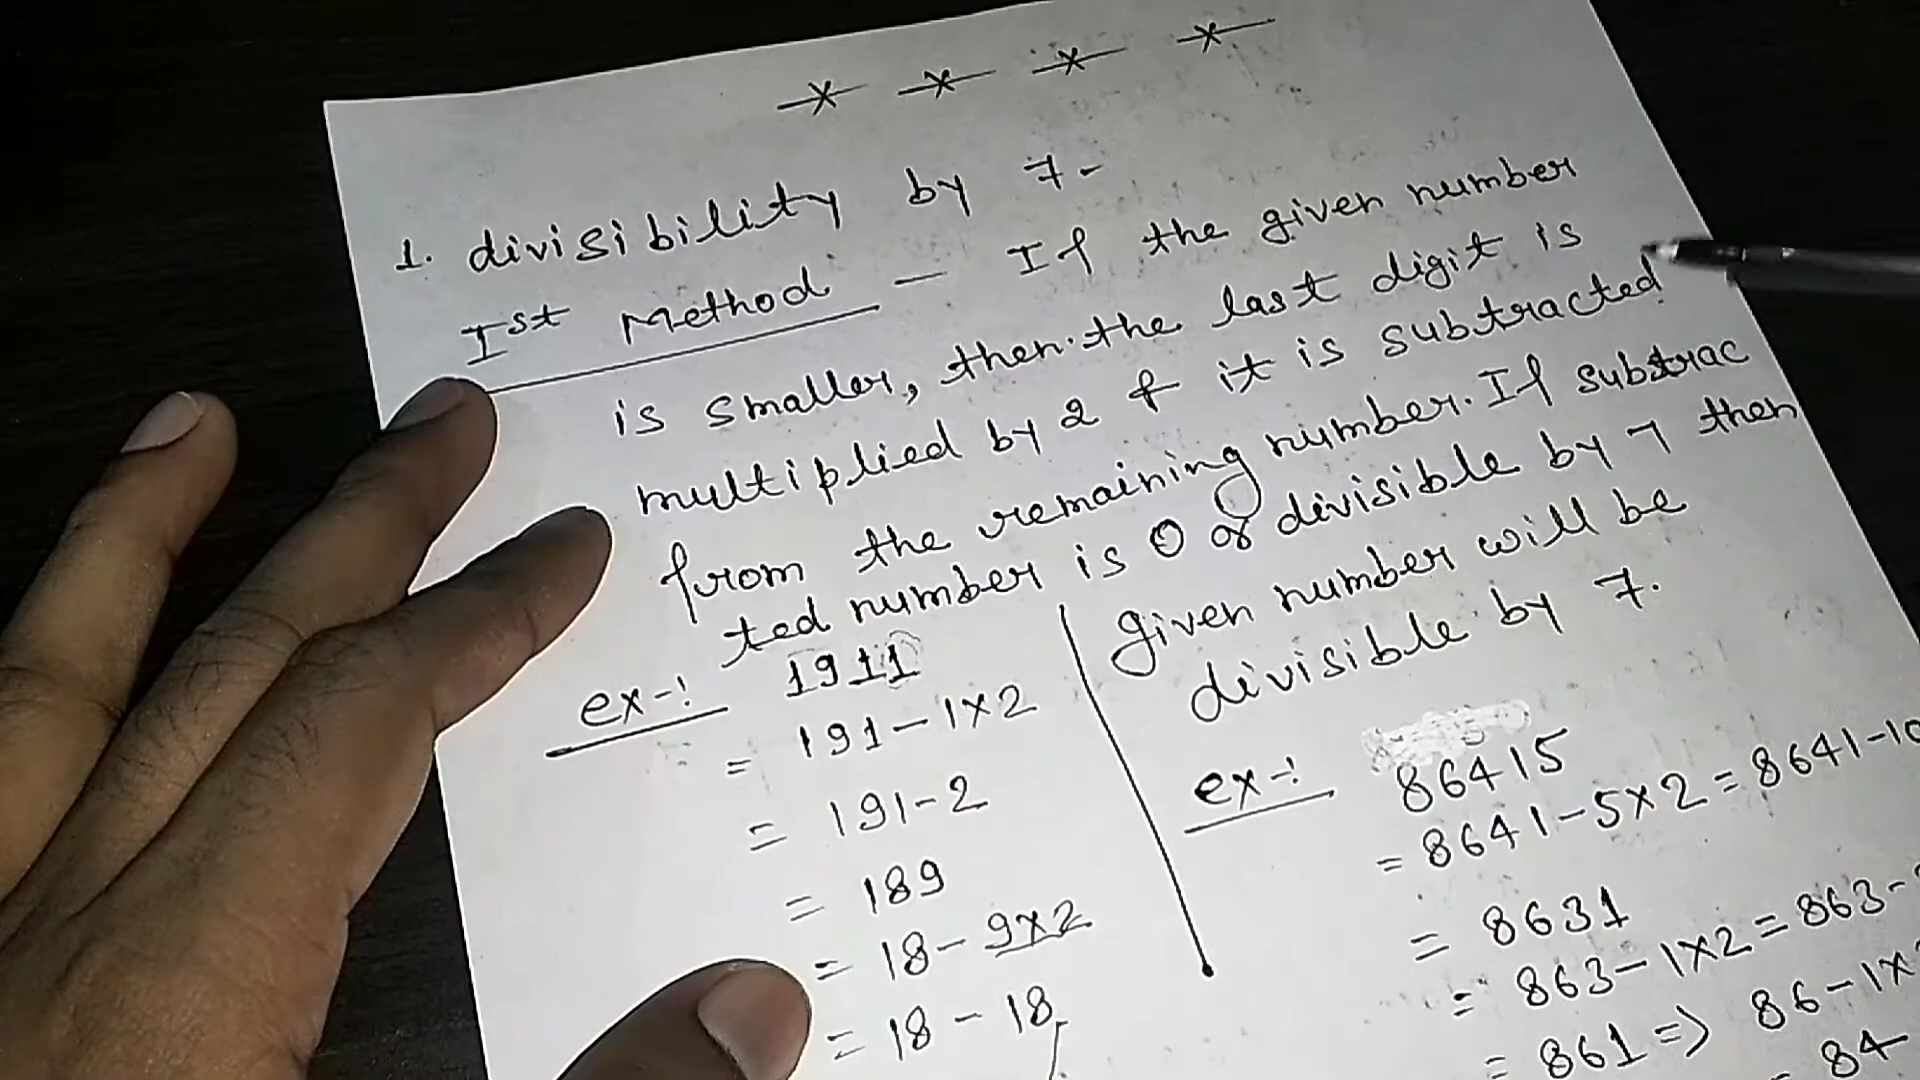 1. divisibility by 7-
Ist Method - If the given number
is smaller, then the last digit is
multiplied by 2 & it is subtracted
from the remaining number. If substrac
ted number is 0 or divisible by 7 then
given number will be
divisible by 7.
ex-! 1911
= 191-1×2
= 191-2
= 189
= 18-9×2
= 18-18
ex-! 86415
= 8641-5×2 = 8641-10
= 8631
= 863-1×2 = 863-
= 861 => 86-1×
84-